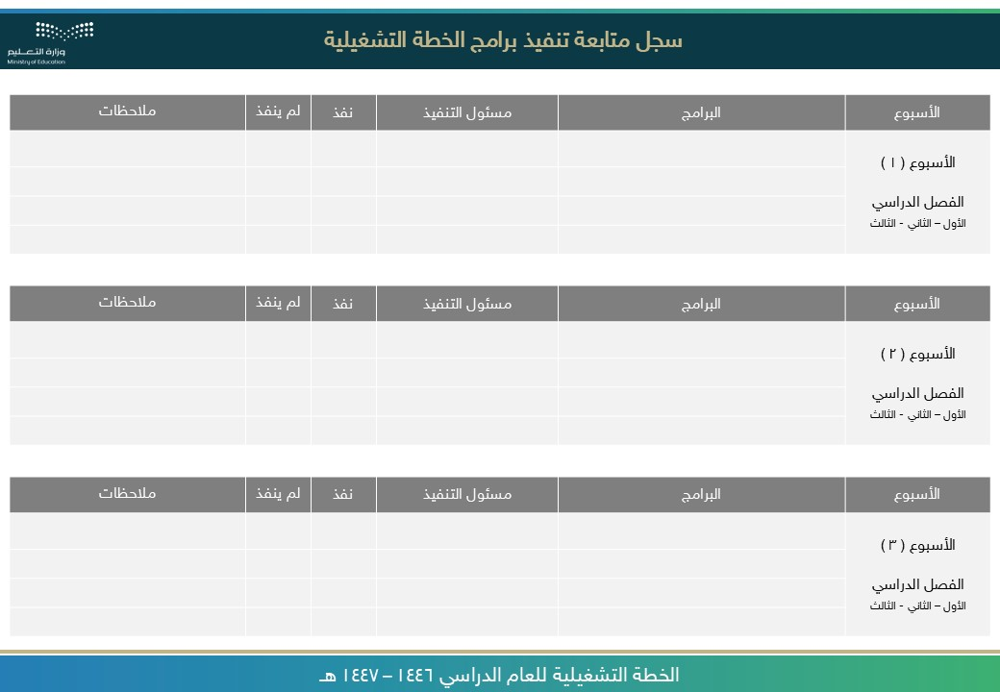 سجل متابعة تنفيذ برامج الخطة التشغيلية
وزارة التعليم
Ministry of Education
الأسبوع البرامج مسئول التنفيذ نفذ لم ينفذ ملاحظات
الأسبوع ( ١ )
الفصل الدراسي
الأول – الثاني - الثالث
الأسبوع البرامج مسئول التنفيذ نفذ لم ينفذ ملاحظات
الأسبوع ( ٢ )
الفصل الدراسي
الأول – الثاني - الثالث
الأسبوع البرامج مسئول التنفيذ نفذ لم ينفذ ملاحظات
الأسبوع ( ٣ )
الفصل الدراسي
الأول – الثاني - الثالث
الخطة التشغيلية للعام الدراسي ١٤٤٦ – ١٤٤٧ هـ